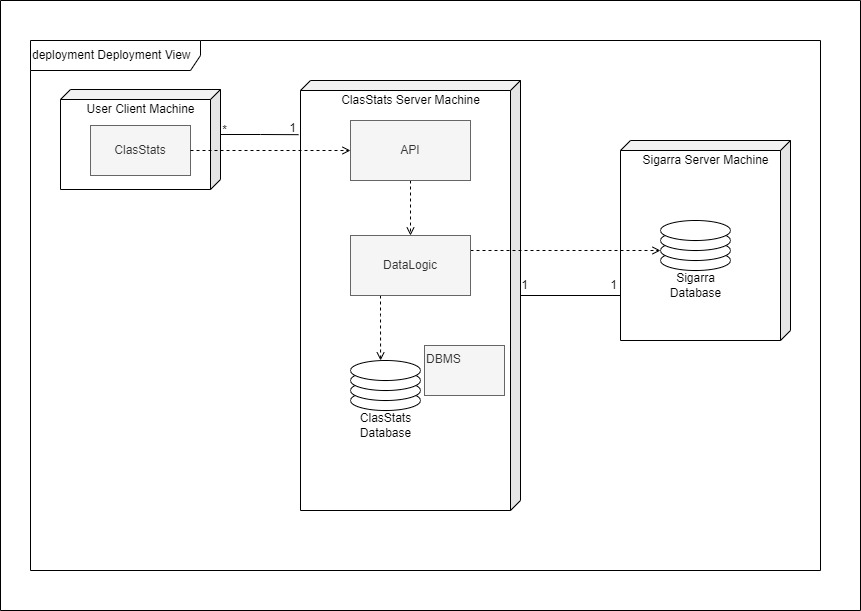 deployment Deployment View
User Client Machine
ClasStats
*
1
ClasStats Server Machine
API
DataLogic
DBMS
ClasStats
Database
1
1
Sigarra Server Machine
Sigarra
Database